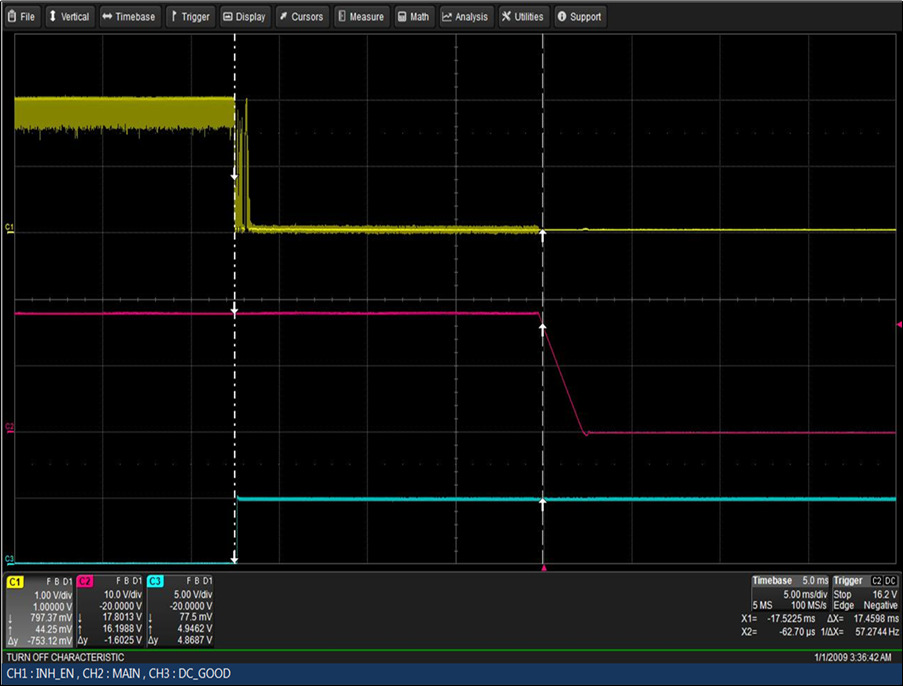 File Vertical Timebase Trigger Display Cursors Measure Math Analysis Utilities Support
C1
C2
C3
C1 F B D1 C2 F B D1 C3 F B D1 Timebase 5.0 ms Trigger C2 DC
1.00 V/div 10.0 V/div 5.00 V/div 5.00 ms/div Stop 16.2 V
1.00000 V -20.0000 V -20.0000 V 5 MS 100 MS/s Edge Negative
797.37 mV 17.8013 V 77.5 mV X1= -17.5225 ms ΔX= 17.4598 ms
44.25 mV 16.1988 V 4.9462 V X2= -62.70 µs 1/ΔX= 57.2744 Hz
Δy -753.12 mV Δy -1.6025 V Δy 4.8687 V
TURN OFF CHARACTERISTIC 1/1/2009 3:36:42 AM
CH1 : INH_EN , CH2 : MAIN , CH3 : DC_GOOD